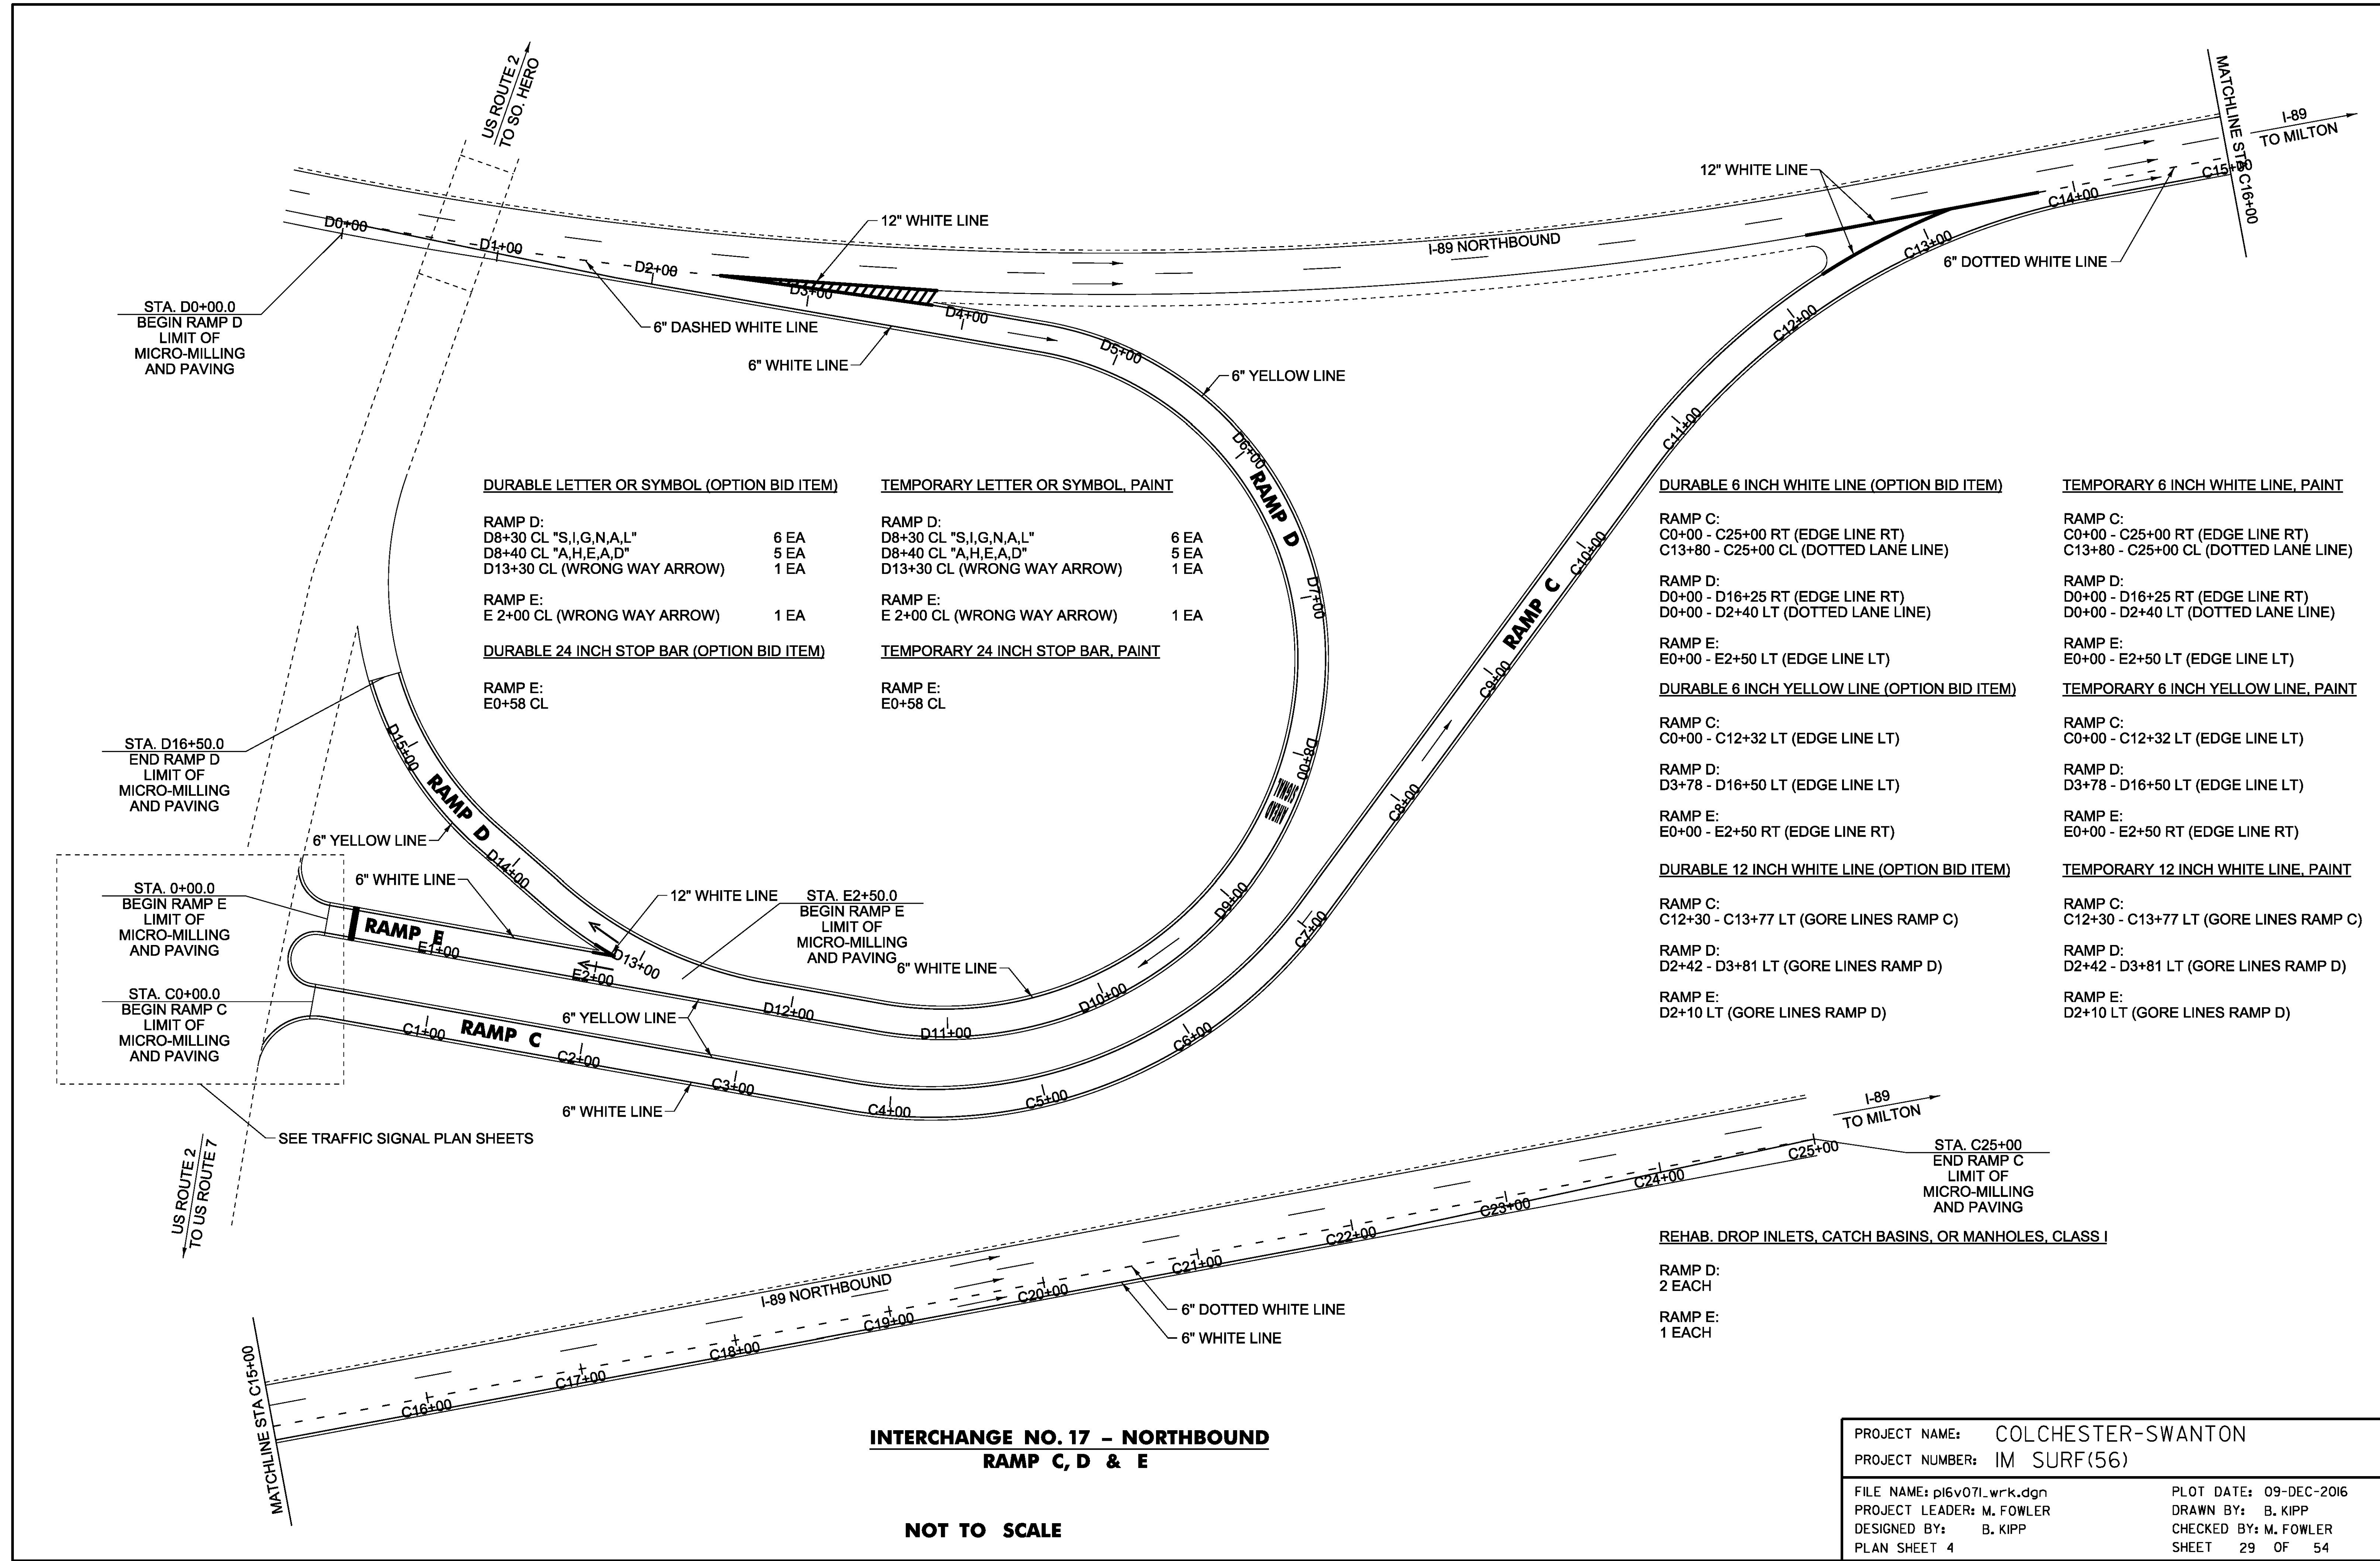 US ROUTE 2
TO SO. HERO
MATCHLINE STA C16+00
I-89
TO MILTON
12" WHITE LINE
C15+00
C14+00
C13+00
6" DOTTED WHITE LINE
C12+00
C11+00
C10+00
RAMP C
C9+00
C8+00
C7+00
C6+00
C5+00
C4+00
C3+00
C2+00
C1+00
RAMP C
I-89 NORTHBOUND
D0+00
D1+00
D2+00
D3+00
D4+00
D5+00
D6+00
RAMP D
D7+00
D8+00
SIGNAL
AHEAD
D9+00
D10+00
D11+00
D12+00
D13+00
D14+00
RAMP D
D15+00
12" WHITE LINE
6" DASHED WHITE LINE
6" WHITE LINE
6" YELLOW LINE
STA. D0+00.0
BEGIN RAMP D
LIMIT OF
MICRO-MILLING
AND PAVING
DURABLE LETTER OR SYMBOL (OPTION BID ITEM)
RAMP D:
D8+30 CL "S,I,G,N,A,L" 6 EA
D8+40 CL "A,H,E,A,D" 5 EA
D13+30 CL (WRONG WAY ARROW) 1 EA
RAMP E:
E 2+00 CL (WRONG WAY ARROW) 1 EA
DURABLE 24 INCH STOP BAR (OPTION BID ITEM)
RAMP E:
E0+58 CL
TEMPORARY LETTER OR SYMBOL, PAINT
RAMP D:
D8+30 CL "S,I,G,N,A,L" 6 EA
D8+40 CL "A,H,E,A,D" 5 EA
D13+30 CL (WRONG WAY ARROW) 1 EA
RAMP E:
E 2+00 CL (WRONG WAY ARROW) 1 EA
TEMPORARY 24 INCH STOP BAR, PAINT
RAMP E:
E0+58 CL
DURABLE 6 INCH WHITE LINE (OPTION BID ITEM)
RAMP C:
C0+00 - C25+00 RT (EDGE LINE RT)
C13+80 - C25+00 CL (DOTTED LANE LINE)
RAMP D:
D0+00 - D16+25 RT (EDGE LINE RT)
D0+00 - D2+40 LT (DOTTED LANE LINE)
RAMP E:
E0+00 - E2+50 LT (EDGE LINE LT)
DURABLE 6 INCH YELLOW LINE (OPTION BID ITEM)
RAMP C:
C0+00 - C12+32 LT (EDGE LINE LT)
RAMP D:
D3+78 - D16+50 LT (EDGE LINE LT)
RAMP E:
E0+00 - E2+50 RT (EDGE LINE RT)
DURABLE 12 INCH WHITE LINE (OPTION BID ITEM)
RAMP C:
C12+30 - C13+77 LT (GORE LINES RAMP C)
RAMP D:
D2+42 - D3+81 LT (GORE LINES RAMP D)
RAMP E:
D2+10 LT (GORE LINES RAMP D)
TEMPORARY 6 INCH WHITE LINE, PAINT
RAMP C:
C0+00 - C25+00 RT (EDGE LINE RT)
C13+80 - C25+00 CL (DOTTED LANE LINE)
RAMP D:
D0+00 - D16+25 RT (EDGE LINE RT)
D0+00 - D2+40 LT (DOTTED LANE LINE)
RAMP E:
E0+00 - E2+50 LT (EDGE LINE LT)
TEMPORARY 6 INCH YELLOW LINE, PAINT
RAMP C:
C0+00 - C12+32 LT (EDGE LINE LT)
RAMP D:
D3+78 - D16+50 LT (EDGE LINE LT)
RAMP E:
E0+00 - E2+50 RT (EDGE LINE RT)
TEMPORARY 12 INCH WHITE LINE, PAINT
RAMP C:
C12+30 - C13+77 LT (GORE LINES RAMP C)
RAMP D:
D2+42 - D3+81 LT (GORE LINES RAMP D)
RAMP E:
D2+10 LT (GORE LINES RAMP D)
STA. D16+50.0
END RAMP D
LIMIT OF
MICRO-MILLING
AND PAVING
6" YELLOW LINE
6" WHITE LINE
12" WHITE LINE
STA. E2+50.0
BEGIN RAMP E
LIMIT OF
MICRO-MILLING
AND PAVING
6" WHITE LINE
STA. 0+00.0
BEGIN RAMP E
LIMIT OF
MICRO-MILLING
AND PAVING
RAMP E
E1+00
E2+00
STA. C0+00.0
BEGIN RAMP C
LIMIT OF
MICRO-MILLING
AND PAVING
6" YELLOW LINE
6" WHITE LINE
SEE TRAFFIC SIGNAL PLAN SHEETS
US ROUTE 2
TO US ROUTE 7
MATCHLINE STA C15+00
I-89 NORTHBOUND
C16+00
C17+00
C18+00
C19+00
C20+00
C21+00
C22+00
C23+00
C24+00
C25+00
6" DOTTED WHITE LINE
6" WHITE LINE
I-89
TO MILTON
STA. C25+00
END RAMP C
LIMIT OF
MICRO-MILLING
AND PAVING
REHAB. DROP INLETS, CATCH BASINS, OR MANHOLES, CLASS I
RAMP D:
2 EACH
RAMP E:
1 EACH
INTERCHANGE NO. 17 – NORTHBOUND
RAMP C, D & E
NOT TO SCALE
PROJECT NAME: COLCHESTER-SWANTON
PROJECT NUMBER: IM SURF(56)
FILE NAME: p16v071_wrk.dgn PLOT DATE: 09-DEC-2016
PROJECT LEADER: M. FOWLER DRAWN BY: B. KIPP
DESIGNED BY: B. KIPP CHECKED BY: M. FOWLER
PLAN SHEET 4 SHEET 29 OF 54